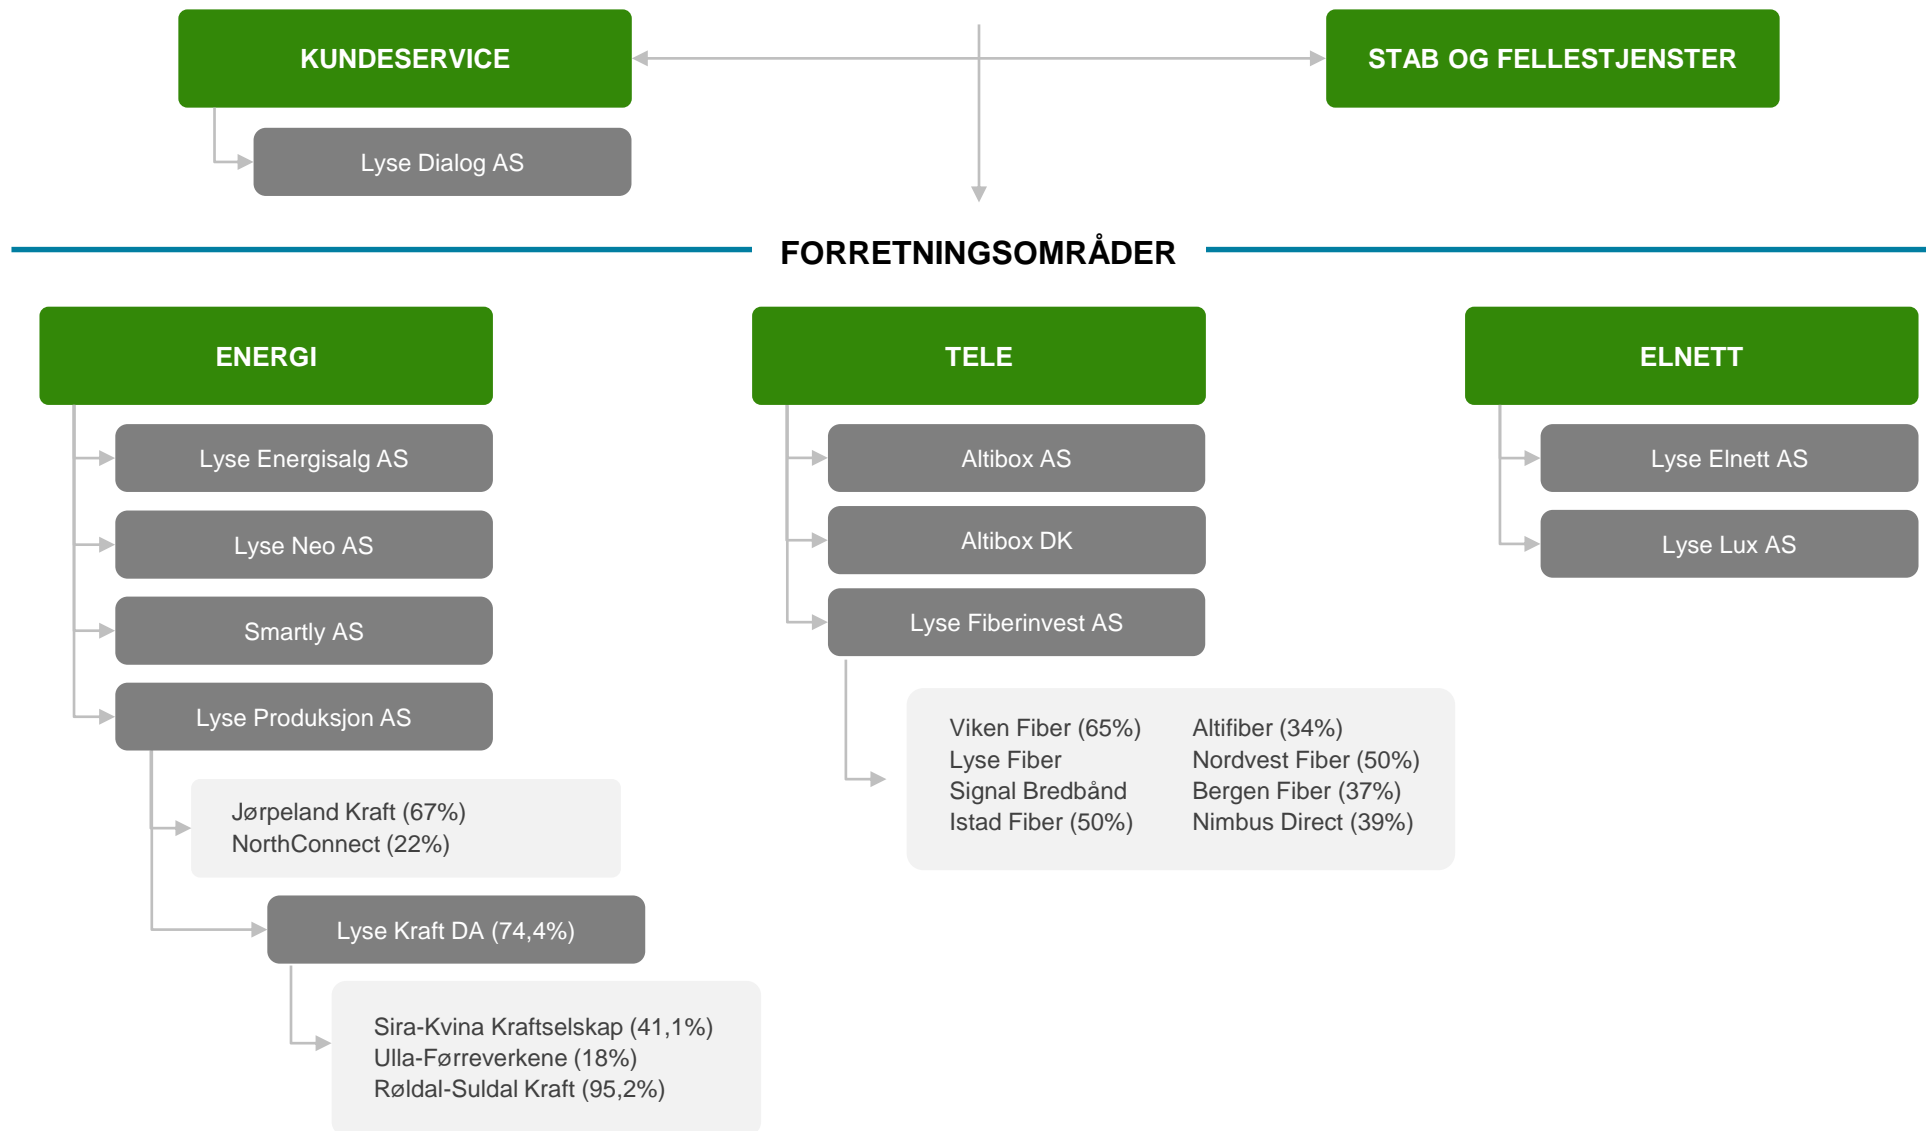 KUNDESERVICE
STAB OG FELLESTJENSTER
Lyse Dialog AS
FORRETNINGSOMRÅDER
ENERGI
Lyse Energisalg AS
Lyse Neo AS
Smartly AS
Lyse Produksjon AS
Jørpeland Kraft (67%)
NorthConnect (22%)
Lyse Kraft DA (74,4%)
Sira-Kvina Kraftselskap (41,1%)
Ulla-Førreverkene (18%)
Røldal-Suldal Kraft (95,2%)
TELE
Altibox AS
Altibox DK
Lyse Fiberinvest AS
Viken Fiber (65%)
Lyse Fiber
Signal Bredbånd
Istad Fiber (50%)
Altifiber (34%)
Nordvest Fiber (50%)
Bergen Fiber (37%)
Nimbus Direct (39%)
ELNETT
Lyse Elnett AS
Lyse Lux AS